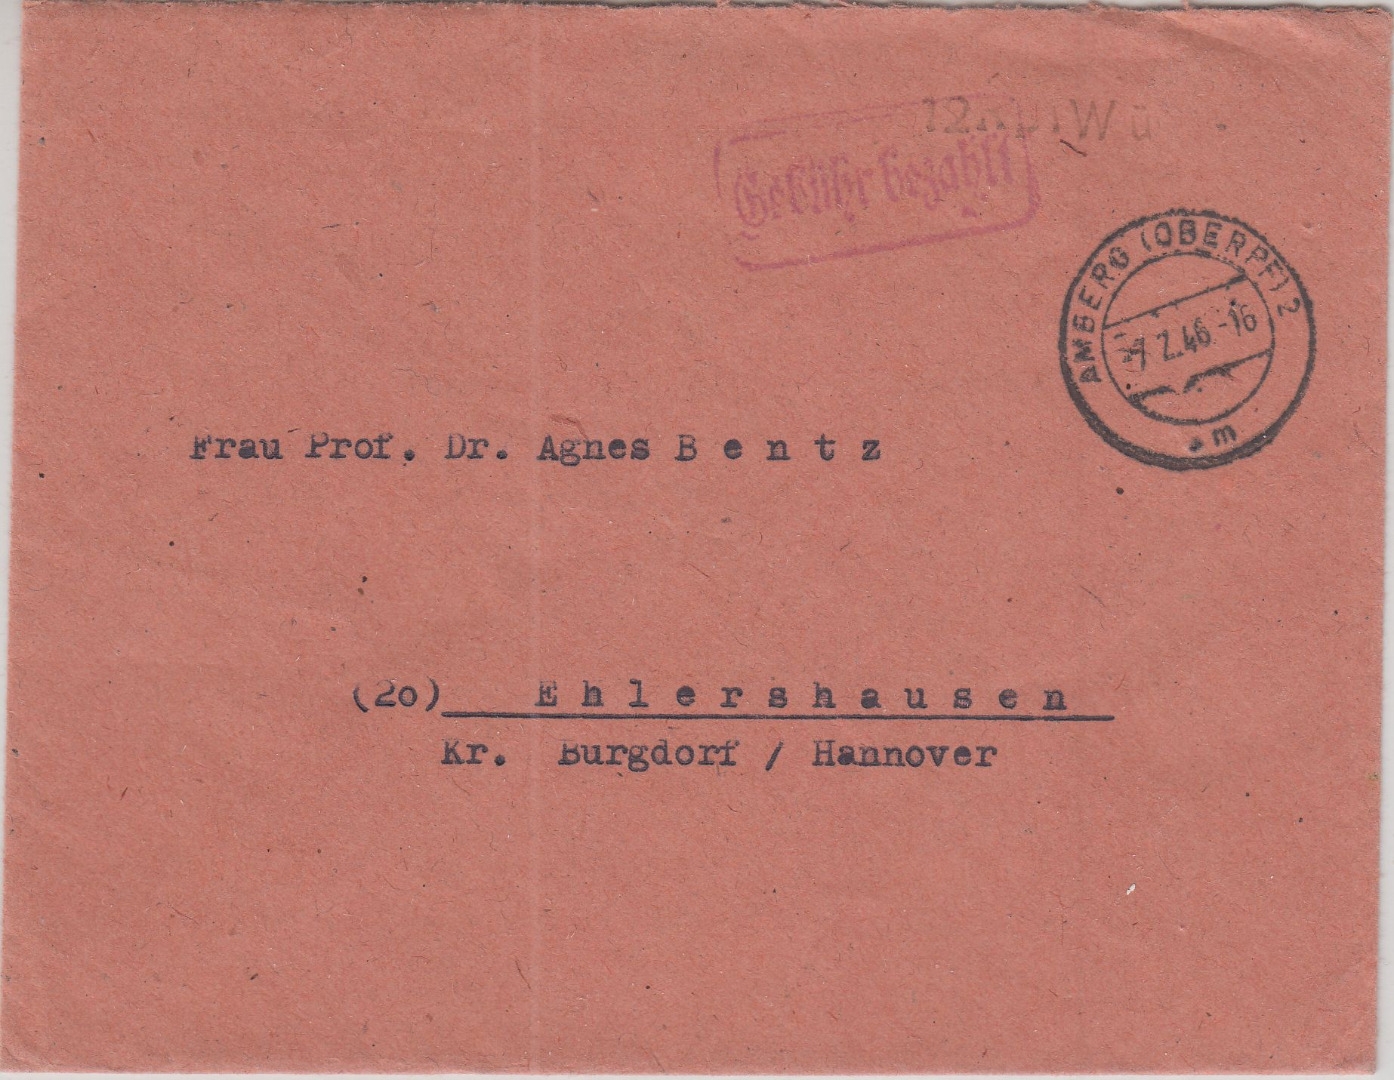 Gebühr bezahlt
AMBERG (OBERPF) 2
7.2.46.-16
m
Frau Prof. Dr. Agnes B e n t z
(2o) E h l e r s h a u s e n
Kr. Burgdorf / Hannover